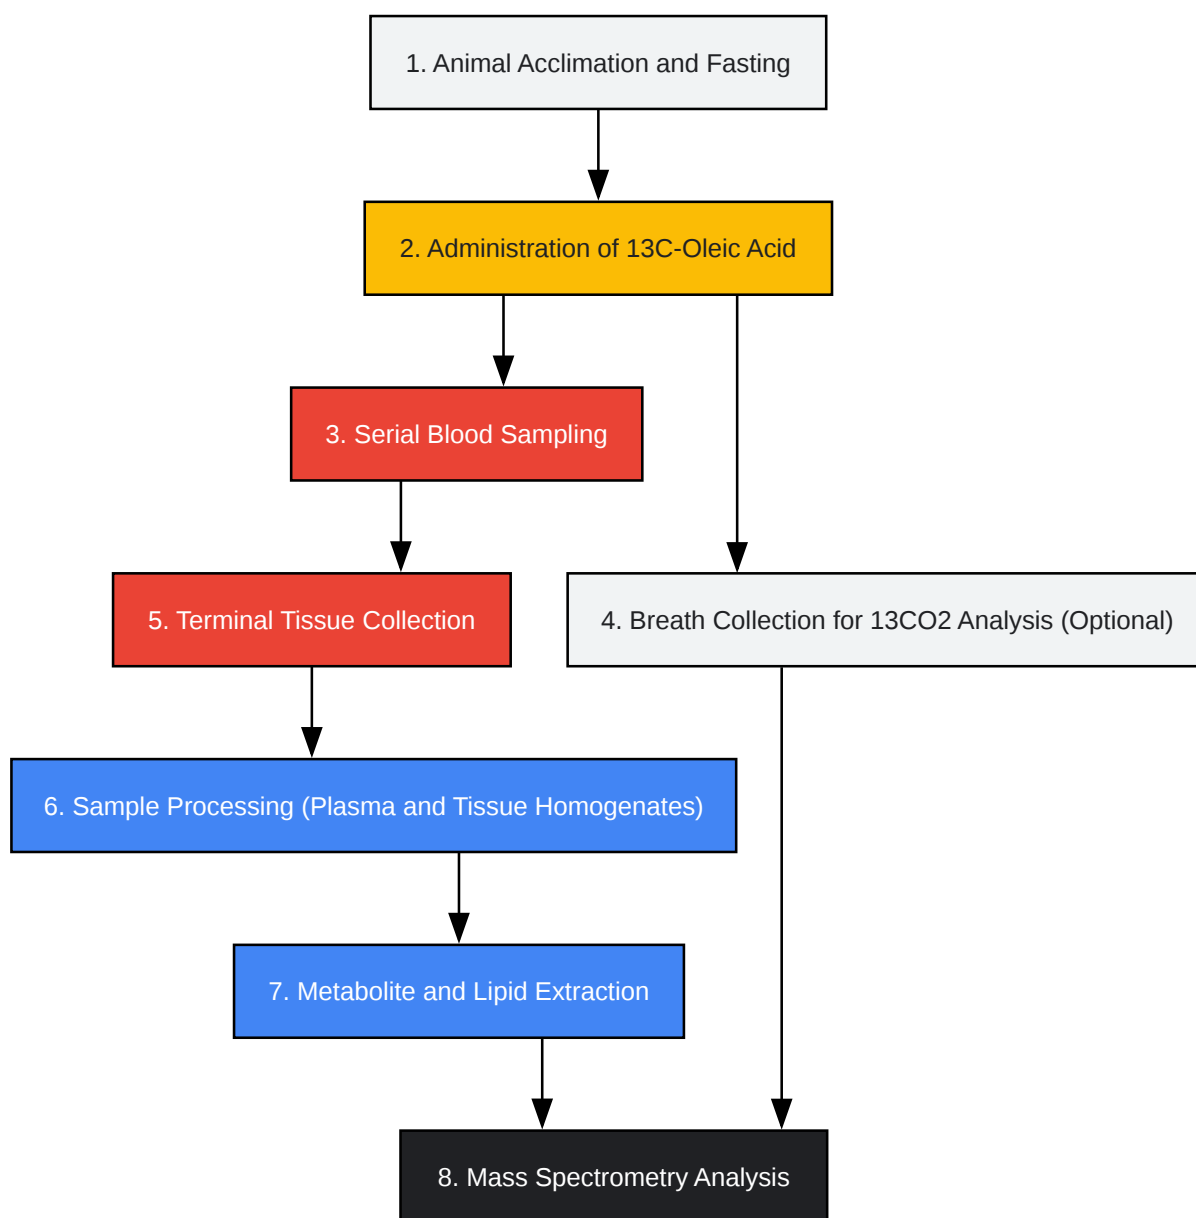 1. Animal Acclimation and Fasting
2. Administration of 13C-Oleic Acid
3. Serial Blood Sampling
5. Terminal Tissue Collection
4. Breath Collection for 13CO2 Analysis (Optional)
6. Sample Processing (Plasma and Tissue Homogenates)
7. Metabolite and Lipid Extraction
8. Mass Spectrometry Analysis